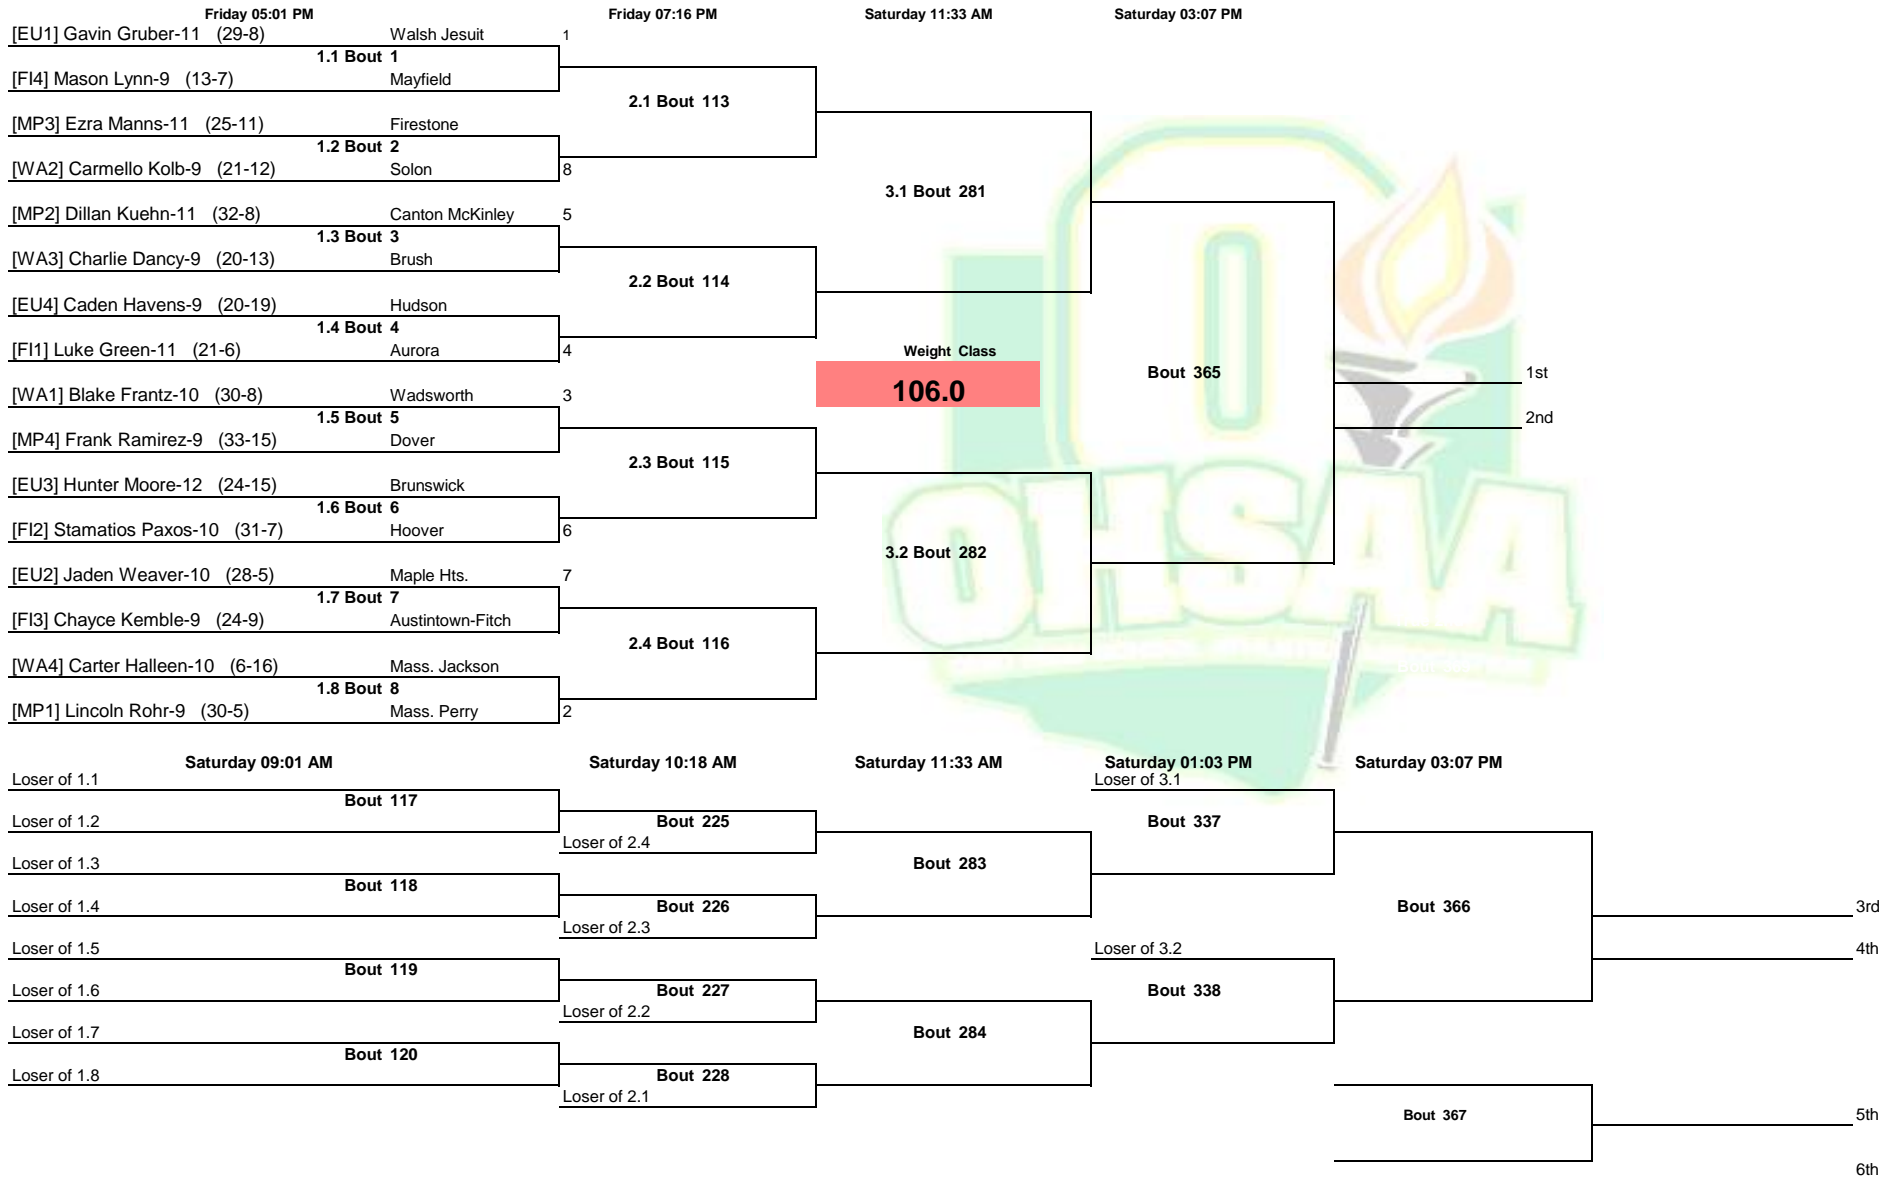 Friday 05:01 PM Friday 07:16 PM Saturday 11:33 AM Saturday 03:07 PM
[EU1] Gavin Gruber-11 (29-8) Walsh Jesuit 1
1.1 Bout 1
[FI4] Mason Lynn-9 (13-7) Mayfield
2.1 Bout 113
[MP3] Ezra Manns-11 (25-11) Firestone
1.2 Bout 2
[WA2] Carmello Kolb-9 (21-12) Solon 8
3.1 Bout 281
[MP2] Dillan Kuehn-11 (32-8) Canton McKinley 5
1.3 Bout 3
[WA3] Charlie Dancy-9 (20-13) Brush
2.2 Bout 114
[EU4] Caden Havens-9 (20-19) Hudson
1.4 Bout 4
[FI1] Luke Green-11 (21-6) Aurora 4
Weight Class
Bout 365 1st
106.0
[WA1] Blake Frantz-10 (30-8) Wadsworth 3
1.5 Bout 5 2nd
[MP4] Frank Ramirez-9 (33-15) Dover
2.3 Bout 115
[EU3] Hunter Moore-12 (24-15) Brunswick
1.6 Bout 6
[FI2] Stamatios Paxos-10 (31-7) Hoover 6
3.2 Bout 282
OHSAA
[EU2] Jaden Weaver-10 (28-5) Maple Hts. 7
1.7 Bout 7
[FI3] Chayce Kemble-9 (24-9) Austintown-Fitch
2.4 Bout 116
[WA4] Carter Halleen-10 (6-16) Mass. Jackson
1.8 Bout 8
[MP1] Lincoln Rohr-9 (30-5) Mass. Perry 2
Saturday 09:01 AM Saturday 10:18 AM Saturday 11:33 AM Saturday 01:03 PM Saturday 03:07 PM
Loser of 1.1 Loser of 3.1
Bout 117
Loser of 1.2 Bout 225 Bout 337
Loser of 2.4
Loser of 1.3 Bout 283
Bout 118
Loser of 1.4 Bout 226 Bout 366 3rd
Loser of 2.3
Loser of 1.5 Loser of 3.2 4th
Bout 119
Loser of 1.6 Bout 227 Bout 338
Loser of 2.2
Loser of 1.7 Bout 284
Bout 120
Loser of 1.8 Bout 228
Loser of 2.1
Bout 367 5th
6th